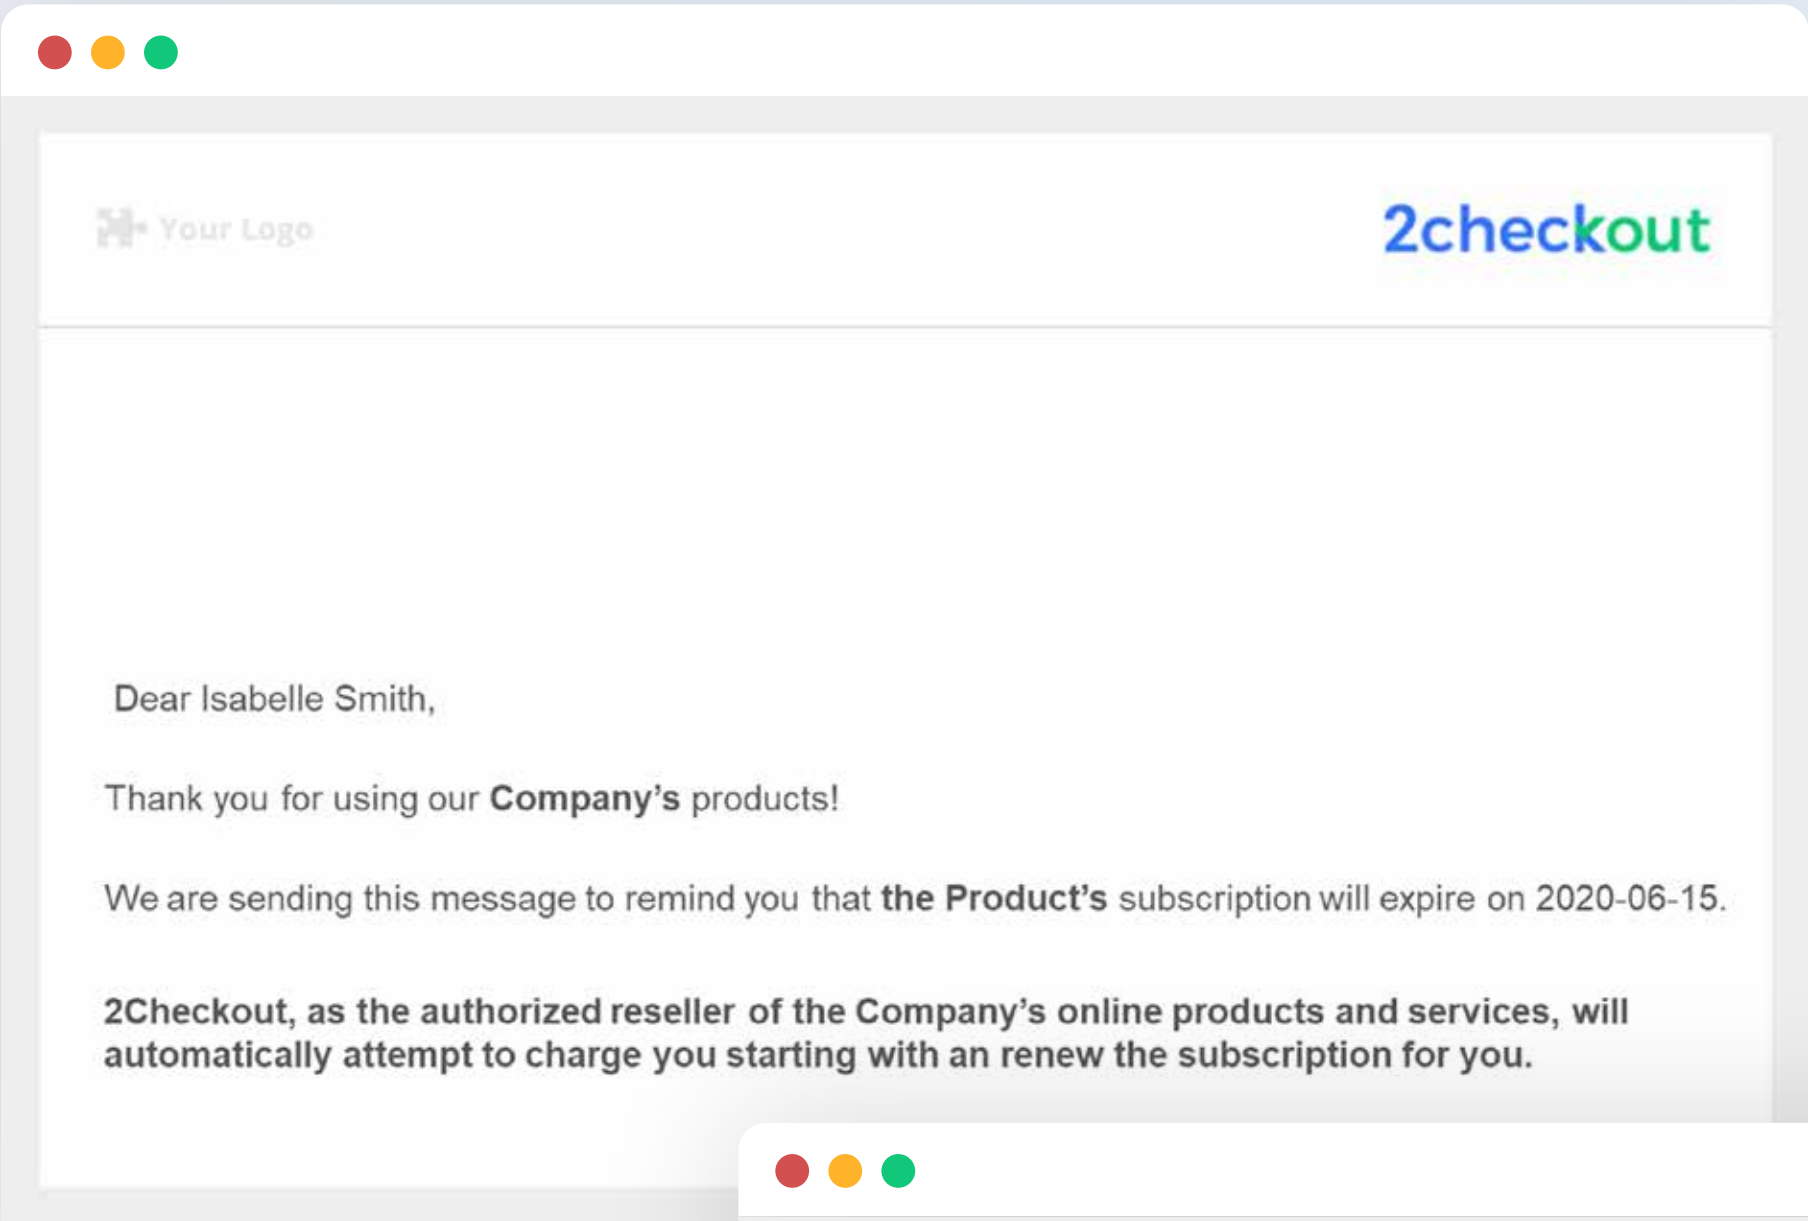 Your Logo
2checkout
Dear Isabelle Smith,
Thank you for using our Company’s products!
We are sending this message to remind you that the Product’s subscription will expire on 2020-06-15.
2Checkout, as the authorized reseller of the Company’s online products and services, will
automatically attempt to charge you starting with an renew the subscription for you.